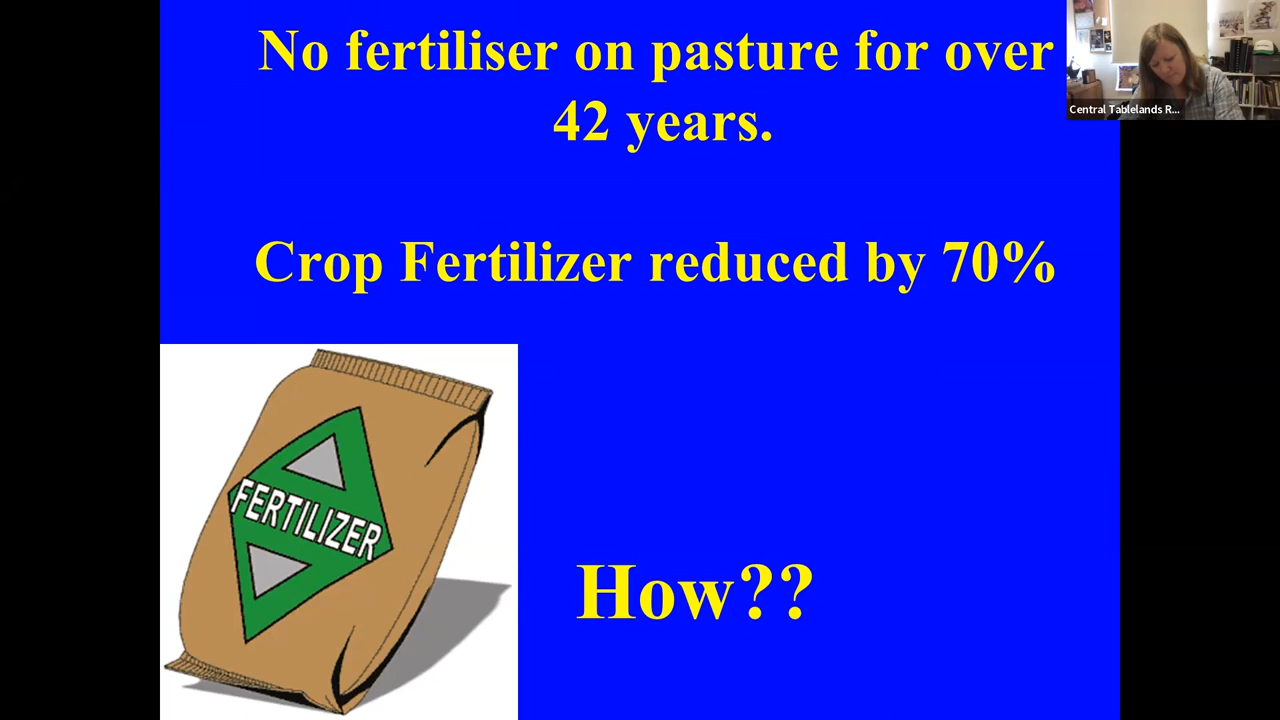 No fertiliser on pasture for over
42 years.
Crop Fertilizer reduced by 70%
FERTILIZER
How??
Central Tablelands R...